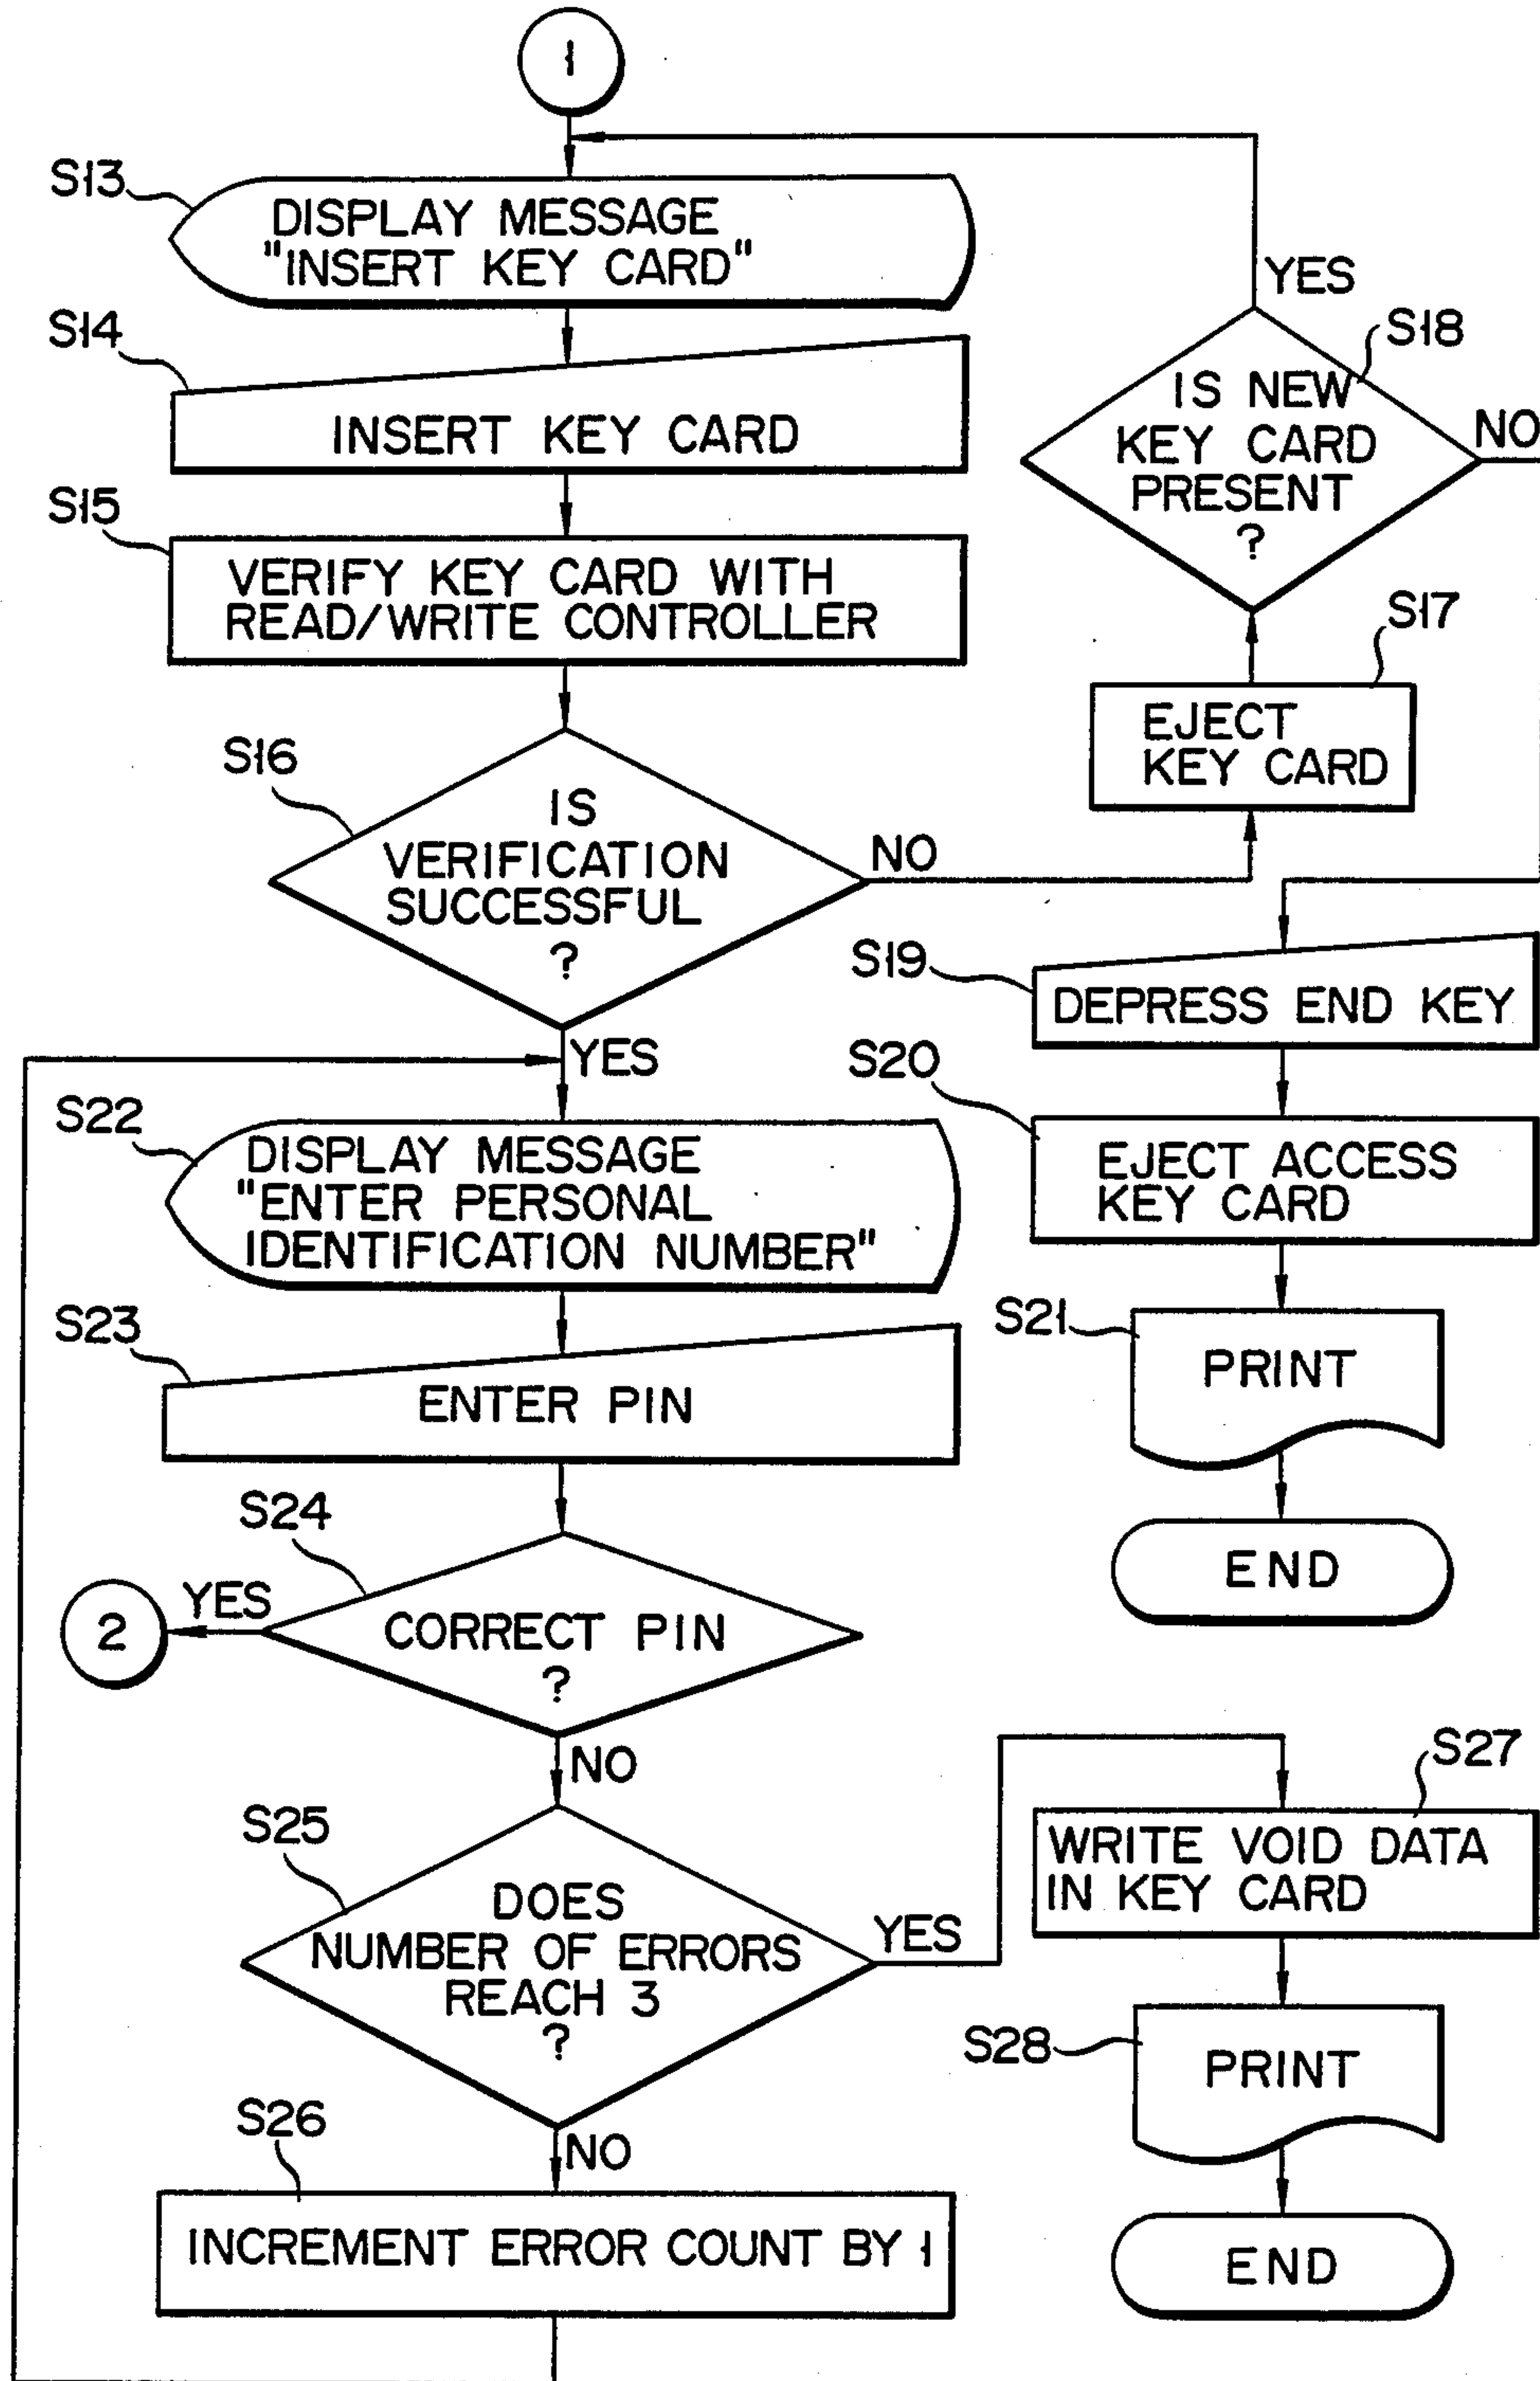 1
S13
DISPLAY MESSAGE
"INSERT KEY CARD"
S14
INSERT KEY CARD
S15
VERIFY KEY CARD WITH
READ/WRITE CONTROLLER
S16
IS
VERIFICATION
SUCCESSFUL
?
NO
YES
S17
EJECT
KEY CARD
S18
IS NEW
KEY CARD
PRESENT
?
YES
NO
S19
DEPRESS END KEY
S20
EJECT ACCESS
KEY CARD
S21
PRINT
END
S22
DISPLAY MESSAGE
"ENTER PERSONAL
IDENTIFICATION NUMBER"
S23
ENTER PIN
S24
CORRECT PIN
?
YES
2
NO
S25
DOES
NUMBER OF ERRORS
REACH 3
?
YES
NO
S26
INCREMENT ERROR COUNT BY 1
S27
WRITE VOID DATA
IN KEY CARD
S28
PRINT
END